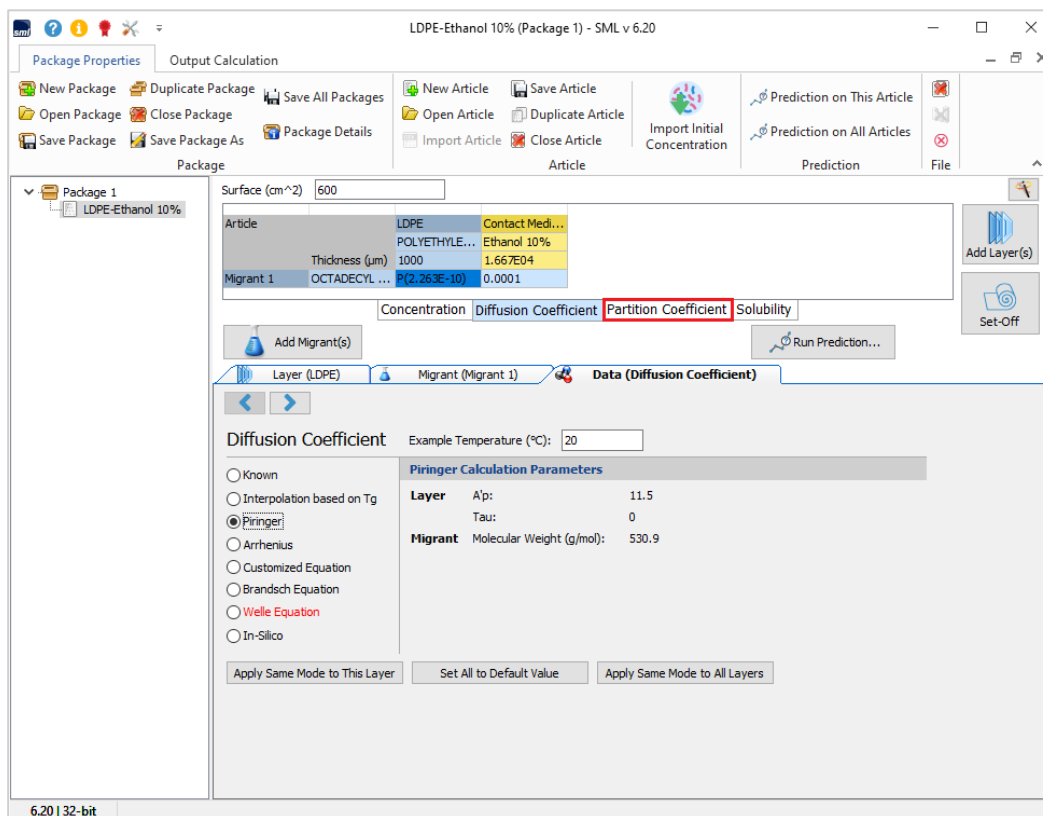 sml
LDPE-Ethanol 10% (Package 1) - SML v 6.20
Package Properties Output Calculation
New Package Duplicate Package Save All Packages New Article Save Article Import Initial Concentration Prediction on This Article
Open Package Close Package Open Article Duplicate Article
Save Package Save Package As Package Details Import Article Close Article Prediction on All Articles
Package Article Prediction File
Package 1
LDPE-Ethanol 10%
Surface (cm^2) 600
Article LDPE Contact Medi...
POLYETHYLE... Ethanol 10%
Thickness (μm) 1000 1.667E04
Migrant 1 OCTADECYL ... P(2.263E-10) 0.0001
Add Layer(s)
Set-Off
Concentration Diffusion Coefficient Partition Coefficient Solubility
Add Migrant(s) Run Prediction...
Layer (LDPE) Migrant (Migrant 1) Data (Diffusion Coefficient)
Diffusion Coefficient Example Temperature (°C): 20
Known
Interpolation based on Tg
Piringer
Arrhenius
Customized Equation
Brandsch Equation
Welle Equation
In-Silico
Piringer Calculation Parameters
Layer A'p: 11.5
Tau: 0
Migrant Molecular Weight (g/mol): 530.9
Apply Same Mode to This Layer Set All to Default Value Apply Same Mode to All Layers
6.20 | 32-bit